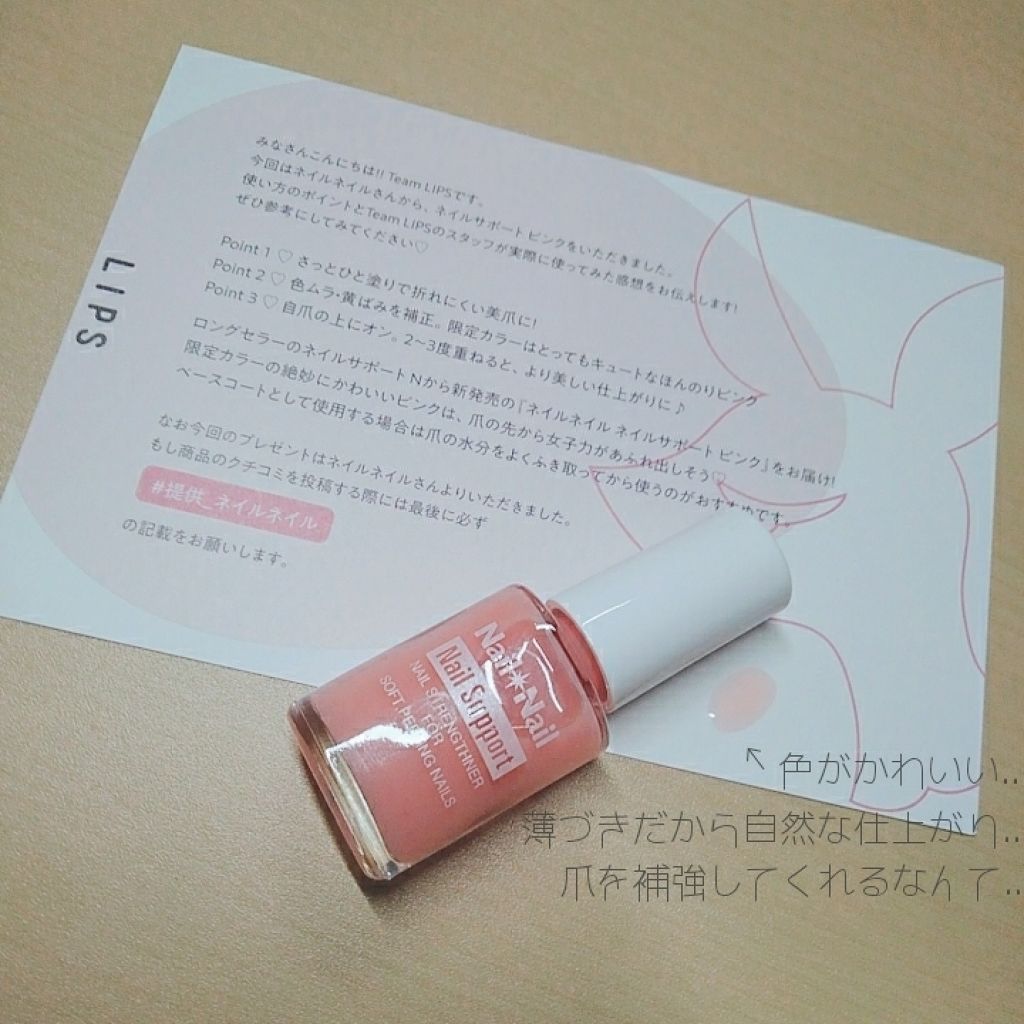 みなさんこんにちは!! Team LIPSです。
今回はネイルネイルさんから、ネイルサポート ピンクをいただきました。
使い方のポイントとTeam LIPSのスタッフが実際に使ってみた感想をお伝えします!
ぜひ参考にしてみてください♡
Point 1 ♡ さっとひと塗りで折れにくい美爪に!
Point 2 ♡ 色ムラ・黄ばみを補正。限定カラーはとってもキュートなほんのりピンク
Point 3 ♡ 自爪の上にオン。2~3度重ねると、より美しい仕上がりに♪
ロングセラーのネイルサポート Nから新発売の『ネイルネイル ネイルサポート ピンク』をお届け!
限定カラーの絶妙にかわいいピンクは、爪の先から女子力があふれ出しそう♡
ベースコートとして使用する場合は爪の水分をよくふき取ってから使うのがおすすめです。
なお今回のプレゼントはネイルネイルさんよりいただきました。
もし商品のクチコミを投稿する際には最後に必ず
#提供_ネイルネイル
の記載をお願いします。
LIPS
Nail*Nail
Nail Support
NAIL STRENGTHNER
FOR
SOFT PEELING NAILS
↖ 色がかわいい..
薄づきだから自然な仕上がり..
爪を補強してくれるなんて..